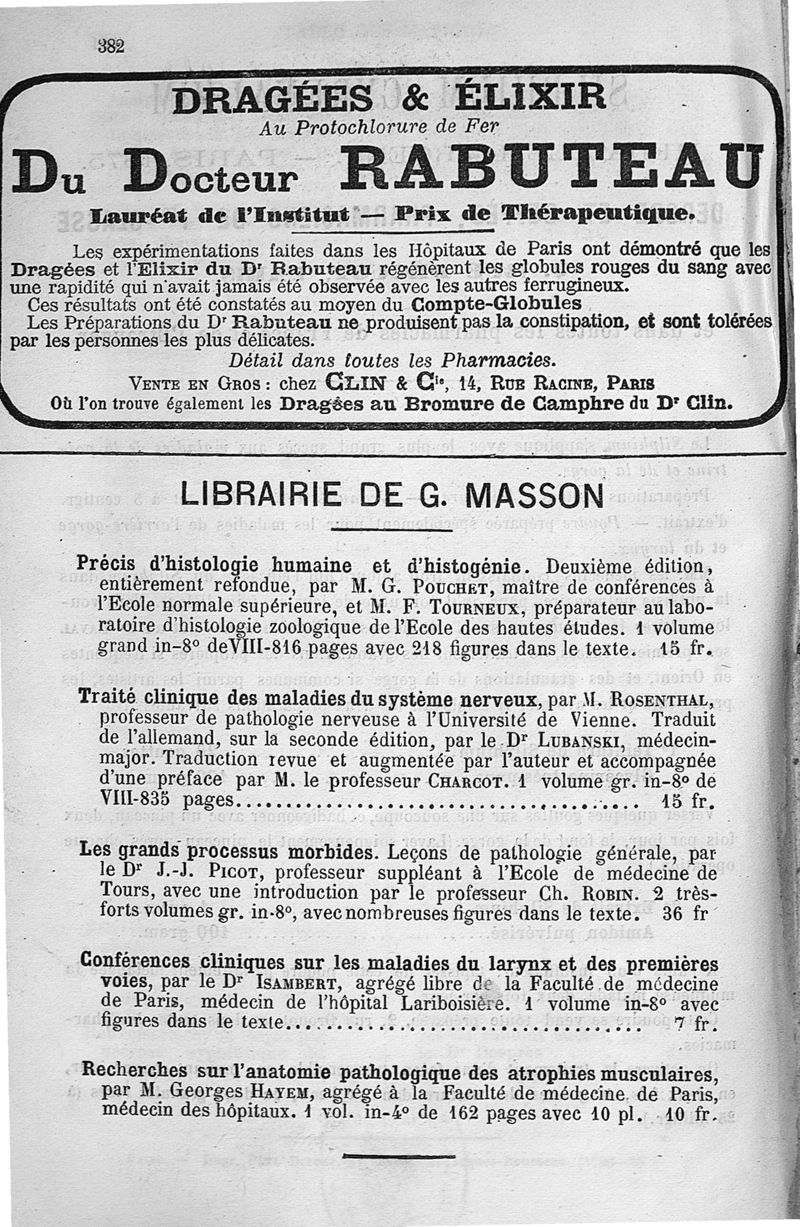 382
DRAGÉES & ÉLIXIR
Au Protochlorure de Fer
Du Docteur RABUTEAU
Lauréat de l'Institut — Prix de Thérapeutique.
Les expérimentations faites dans les Hôpitaux de Paris ont démontré que les
Dragées et l'Elixir du Dr Rabuteau régénèrent les globules rouges du sang avec
une rapidité qui n'avait jamais été observée avec les autres ferrugineux.
Ces résultats ont été constatés au moyen du Compte-Globules
Les Préparations du Dr Rabuteau ne produisent pas la constipation, et sont tolérées
par les personnes les plus délicates.
Détail dans toutes les Pharmacies.
VENTE EN GROS : chez CLIN & Cie, 14, RUE RACINE, PARIS
Où l'on trouve également les Dragées au Bromure de Camphre du Dr Clin.
LIBRAIRIE DE G. MASSON
Précis d'histologie humaine et d'histogénie. Deuxième édition,
entièrement refondue, par M. G. POUCHET, maître de conférences à
l'Ecole normale supérieure, et M. F. TOURNEUX, préparateur au labo-
ratoire d'histologie zoologique de l'Ecole des hautes études. 1 volume
grand in-8° de VIII-816 pages avec 218 figures dans le texte. 15 fr.
Traité clinique des maladies du système nerveux, par M. ROSENTHAL,
professeur de pathologie nerveuse à l'Université de Vienne. Traduit
de l'allemand, sur la seconde édition, par le Dr LUBANSKI, médecin-
major. Traduction revue et augmentée par l'auteur et accompagnée
d'une préface par M. le professeur CHARCOT. 1 volume gr. in-8° de
VIII-835 pages........................................ 15 fr.
Les grands processus morbides. Leçons de pathologie générale, par
le Dr J.-J. PICOT, professeur suppléant à l'Ecole de médecine de
Tours, avec une introduction par le professeur Ch. ROBIN. 2 très-
forts volumes gr. in-8°, avec nombreuses figures dans le texte. 36 fr
Conférences cliniques sur les maladies du larynx et des premières
voies, par le Dr ISAMBERT, agrégé libre de la Faculté de médecine
de Paris, médecin de l'hôpital Lariboisière. 1 volume in-8° avec
figures dans le texte................................... 7 fr.
Recherches sur l'anatomie pathologique des atrophies musculaires,
par M. Georges HAYEM, agrégé à la Faculté de médecine de Paris,
médecin des hôpitaux. 1 vol. in-4° de 162 pages avec 10 pl. 10 fr.